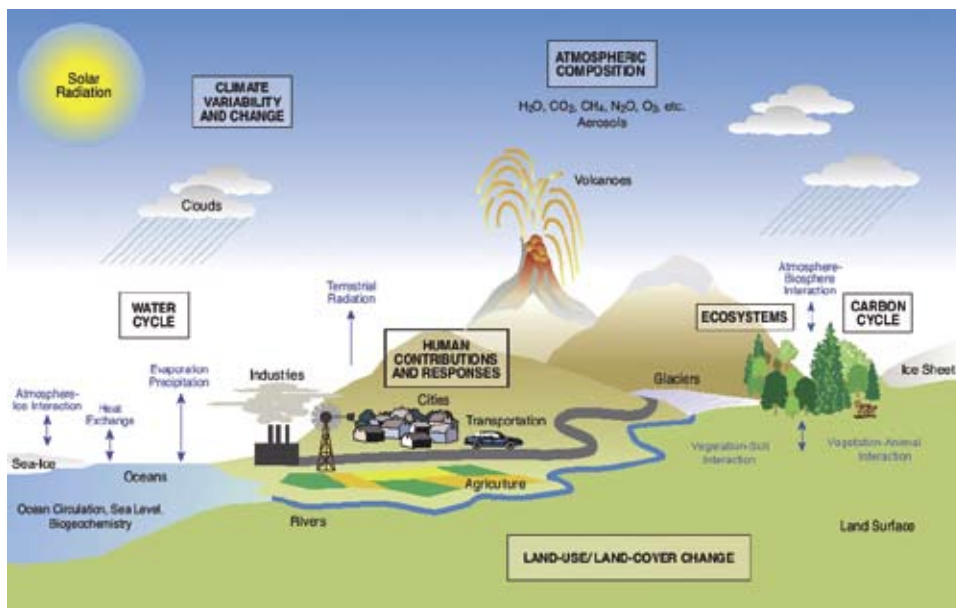 Solar
Radiation
CLIMATE
VARIABILITY
AND CHANGE
ATMOSPHERIC
COMPOSITION
H₂O, CO₂, CH₄, N₂O, O₃, etc.
Aerosols
Volcanoes
Clouds
Atmosphere-
Biosphere
Interaction
Terrestrial
Radiation
WATER
CYCLE
ECOSYSTEMS
CARBON
CYCLE
HUMAN
CONTRIBUTIONS
AND RESPONSES
Evaporation
Precipitation
Industries
Glaciers
Ice Sheet
Atmosphere-
Ice Interaction
Heat
Exchange
Cities
Transportation
Vegetation-Soil
Interaction
Vegetation-Animal
Interaction
Sea-Ice
Oceans
Agriculture
Ocean Circulation, Sea Level,
Biogeochemistry
Rivers
Land Surface
LAND-USE/LAND-COVER CHANGE